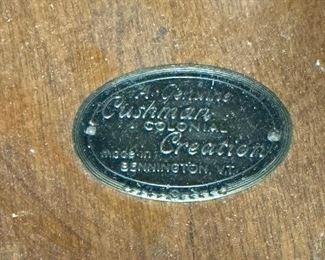 A Genuine
Cushman
COLONIAL
Creation
made in
BENNINGTON, VT.